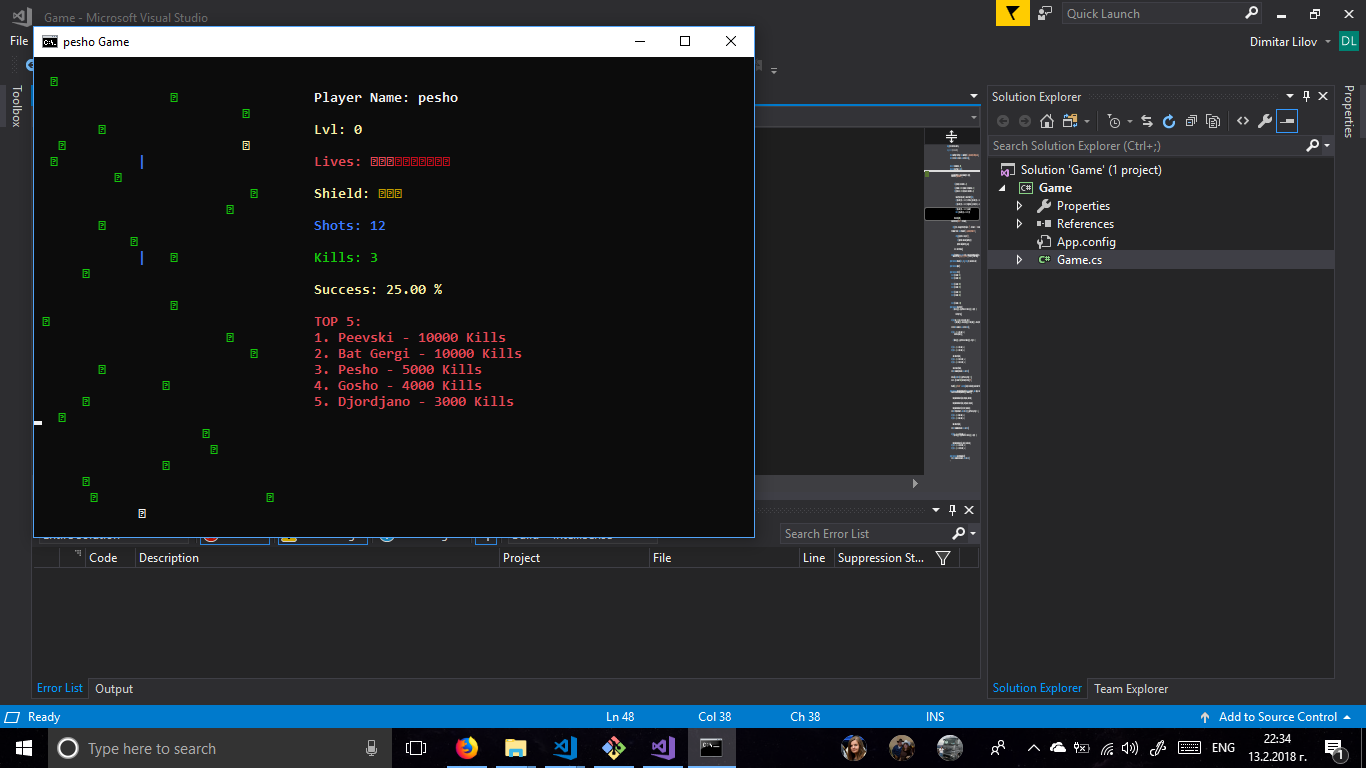 Game - Microsoft Visual Studio
Quick Launch
File
Dimitar Lilov
DL
pesho Game
Toolbox
Player Name: pesho
Lvl: 0
Lives:
Shield:
Shots: 12
Kills: 3
Success: 25.00 %
TOP 5:
1. Peevski - 10000 Kills
2. Bat Gergi - 10000 Kills
3. Pesho - 5000 Kills
4. Gosho - 4000 Kills
5. Djordjano - 3000 Kills
Solution Explorer
Properties
Search Solution Explorer (Ctrl+;)
Solution 'Game' (1 project)
C# Game
Properties
References
App.config
C# Game.cs
Search Error List
Code Description Project File Line Suppression St...
Error List Output
Solution Explorer Team Explorer
Ready Ln 48 Col 38 Ch 38 INS Add to Source Control
Type here to search
ENG
22:34
13.2.2018 г.
1